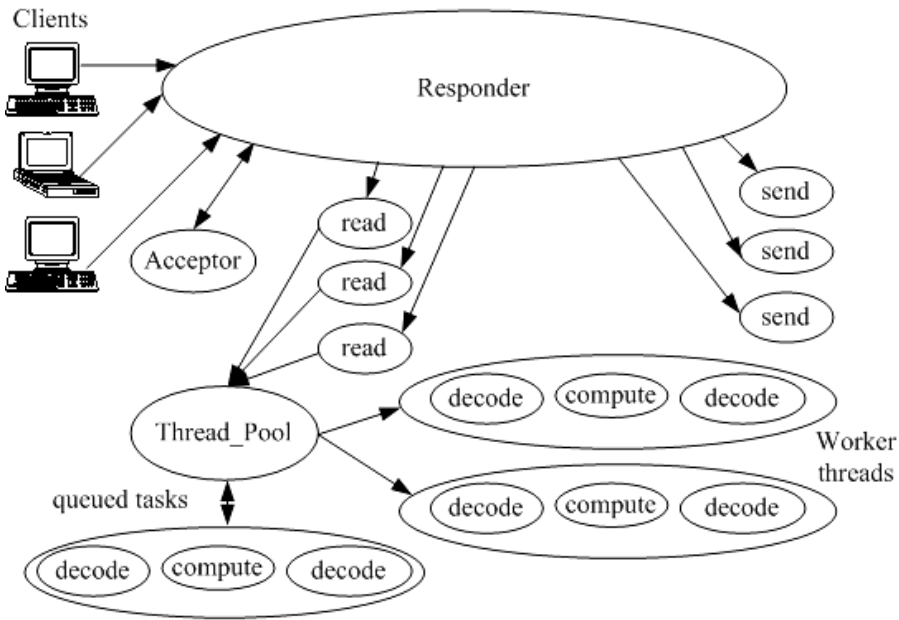 Clients
Responder
send
read
Acceptor
send
read
send
read
decode
compute
decode
Thread_Pool
Worker
threads
queued tasks
decode
compute
decode
decode
compute
decode